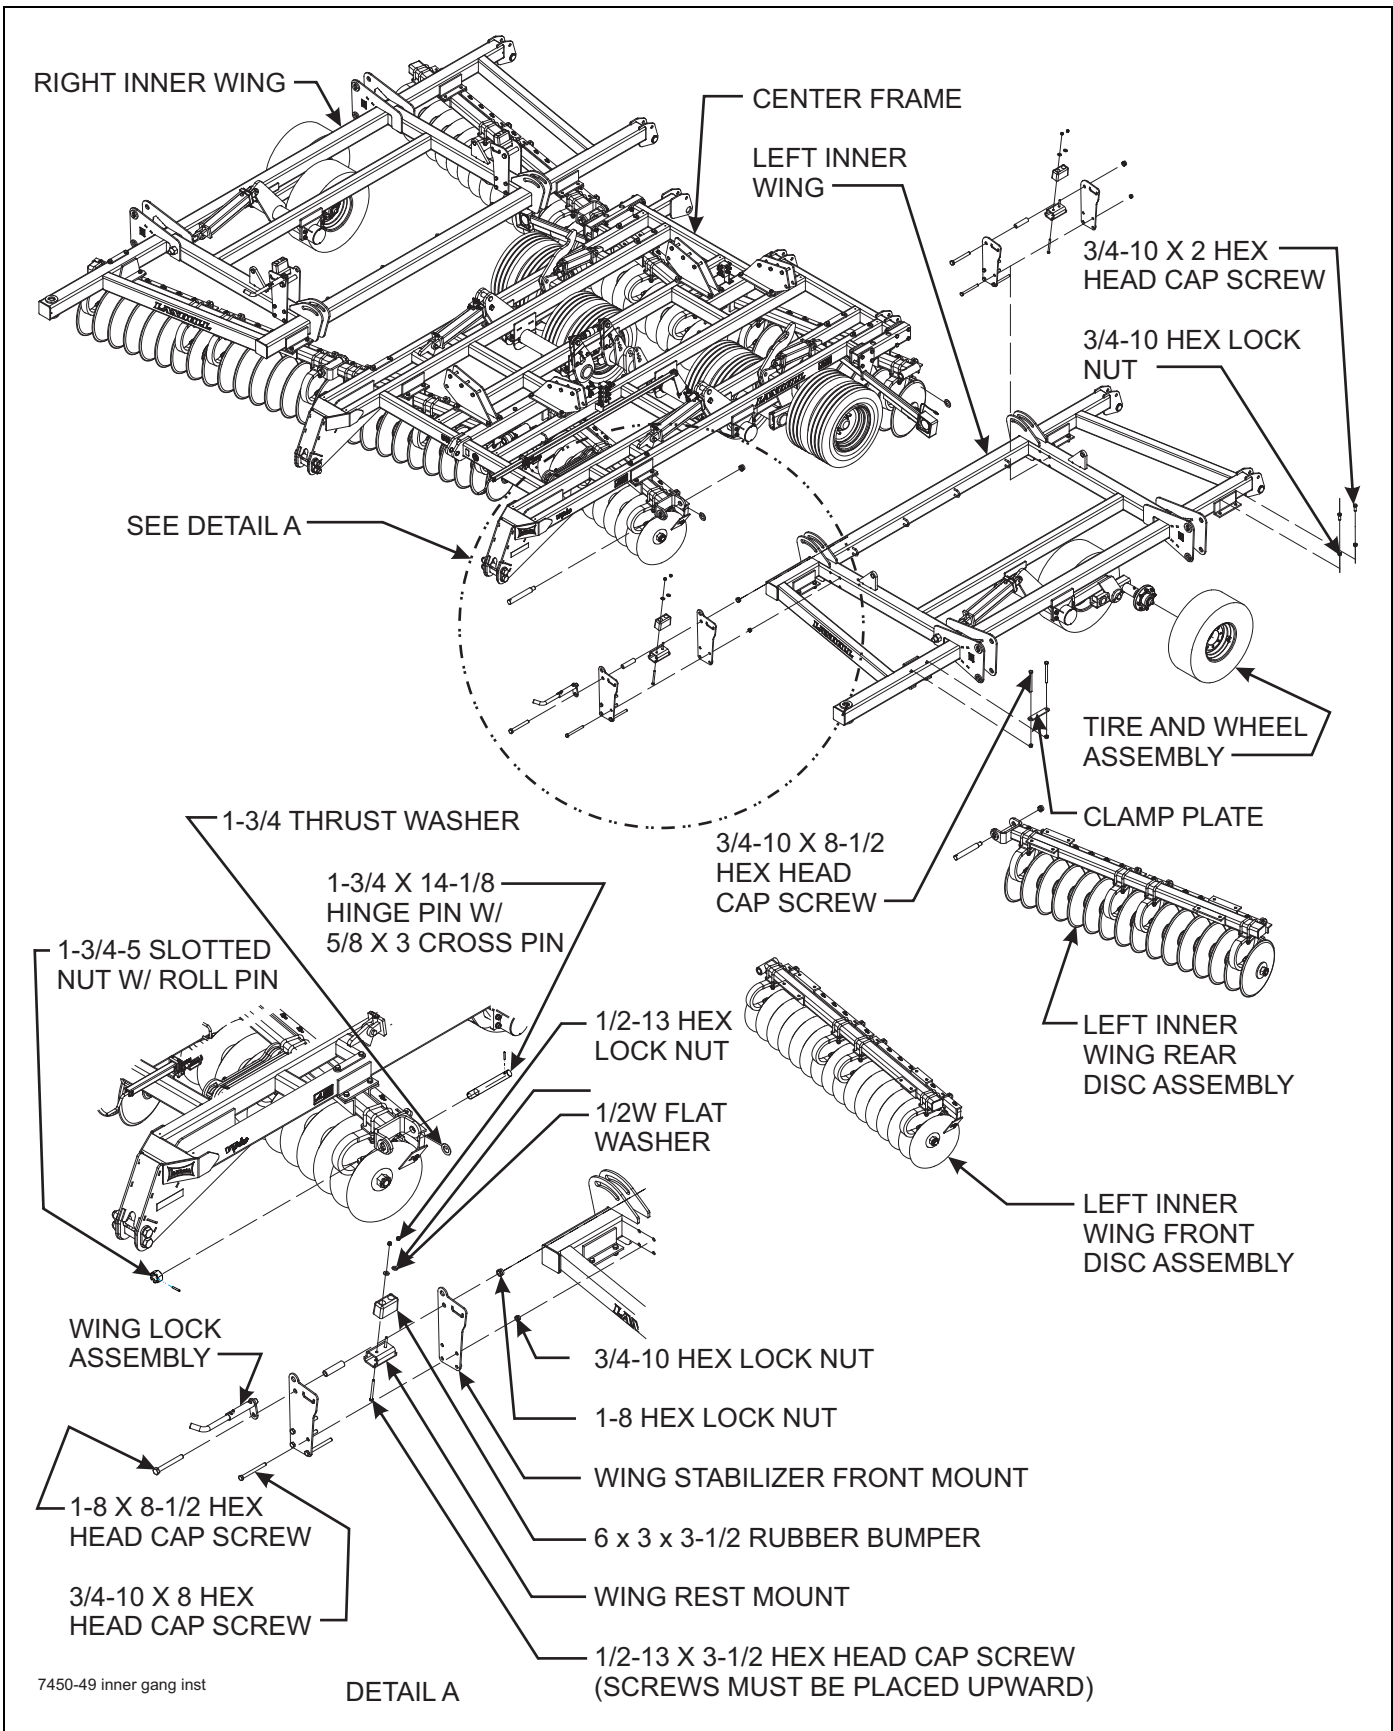 RIGHT INNER WING
CENTER FRAME
LEFT INNER
WING
3/4-10 X 2 HEX
HEAD CAP SCREW
3/4-10 HEX LOCK
NUT
SEE DETAIL A
TIRE AND WHEEL
ASSEMBLY
CLAMP PLATE
3/4-10 X 8-1/2
HEX HEAD
CAP SCREW
1-3/4 THRUST WASHER
1-3/4 X 14-1/8
HINGE PIN W/
5/8 X 3 CROSS PIN
1-3/4-5 SLOTTED
NUT W/ ROLL PIN
1/2-13 HEX
LOCK NUT
1/2W FLAT
WASHER
LEFT INNER
WING REAR
DISC ASSEMBLY
LEFT INNER
WING FRONT
DISC ASSEMBLY
WING LOCK
ASSEMBLY
3/4-10 HEX LOCK NUT
1-8 HEX LOCK NUT
WING STABILIZER FRONT MOUNT
1-8 X 8-1/2 HEX
HEAD CAP SCREW
6 x 3 x 3-1/2 RUBBER BUMPER
WING REST MOUNT
3/4-10 X 8 HEX
HEAD CAP SCREW
1/2-13 X 3-1/2 HEX HEAD CAP SCREW
(SCREWS MUST BE PLACED UPWARD)
7450-49 inner gang inst
DETAIL A
LANDOLL
LANDOLL
LANDOLL